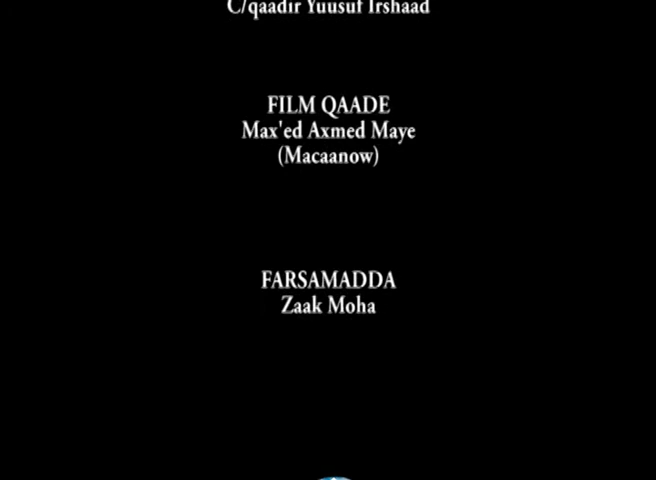 C/qaadir Yuusuf Irshaad
FILM QAADE
Max'ed Axmed Maye
(Macaanow)
FARSAMADDA
Zaak Moha